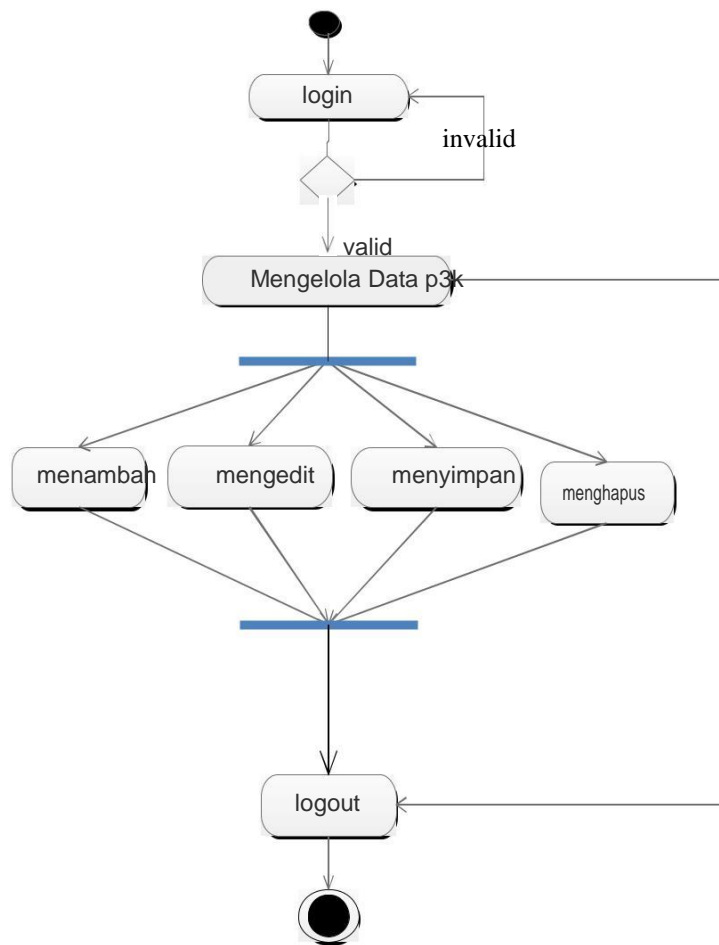 login
invalid
valid
Mengelola Data p3k
menambah
mengedit
menyimpan
menghapus
logout